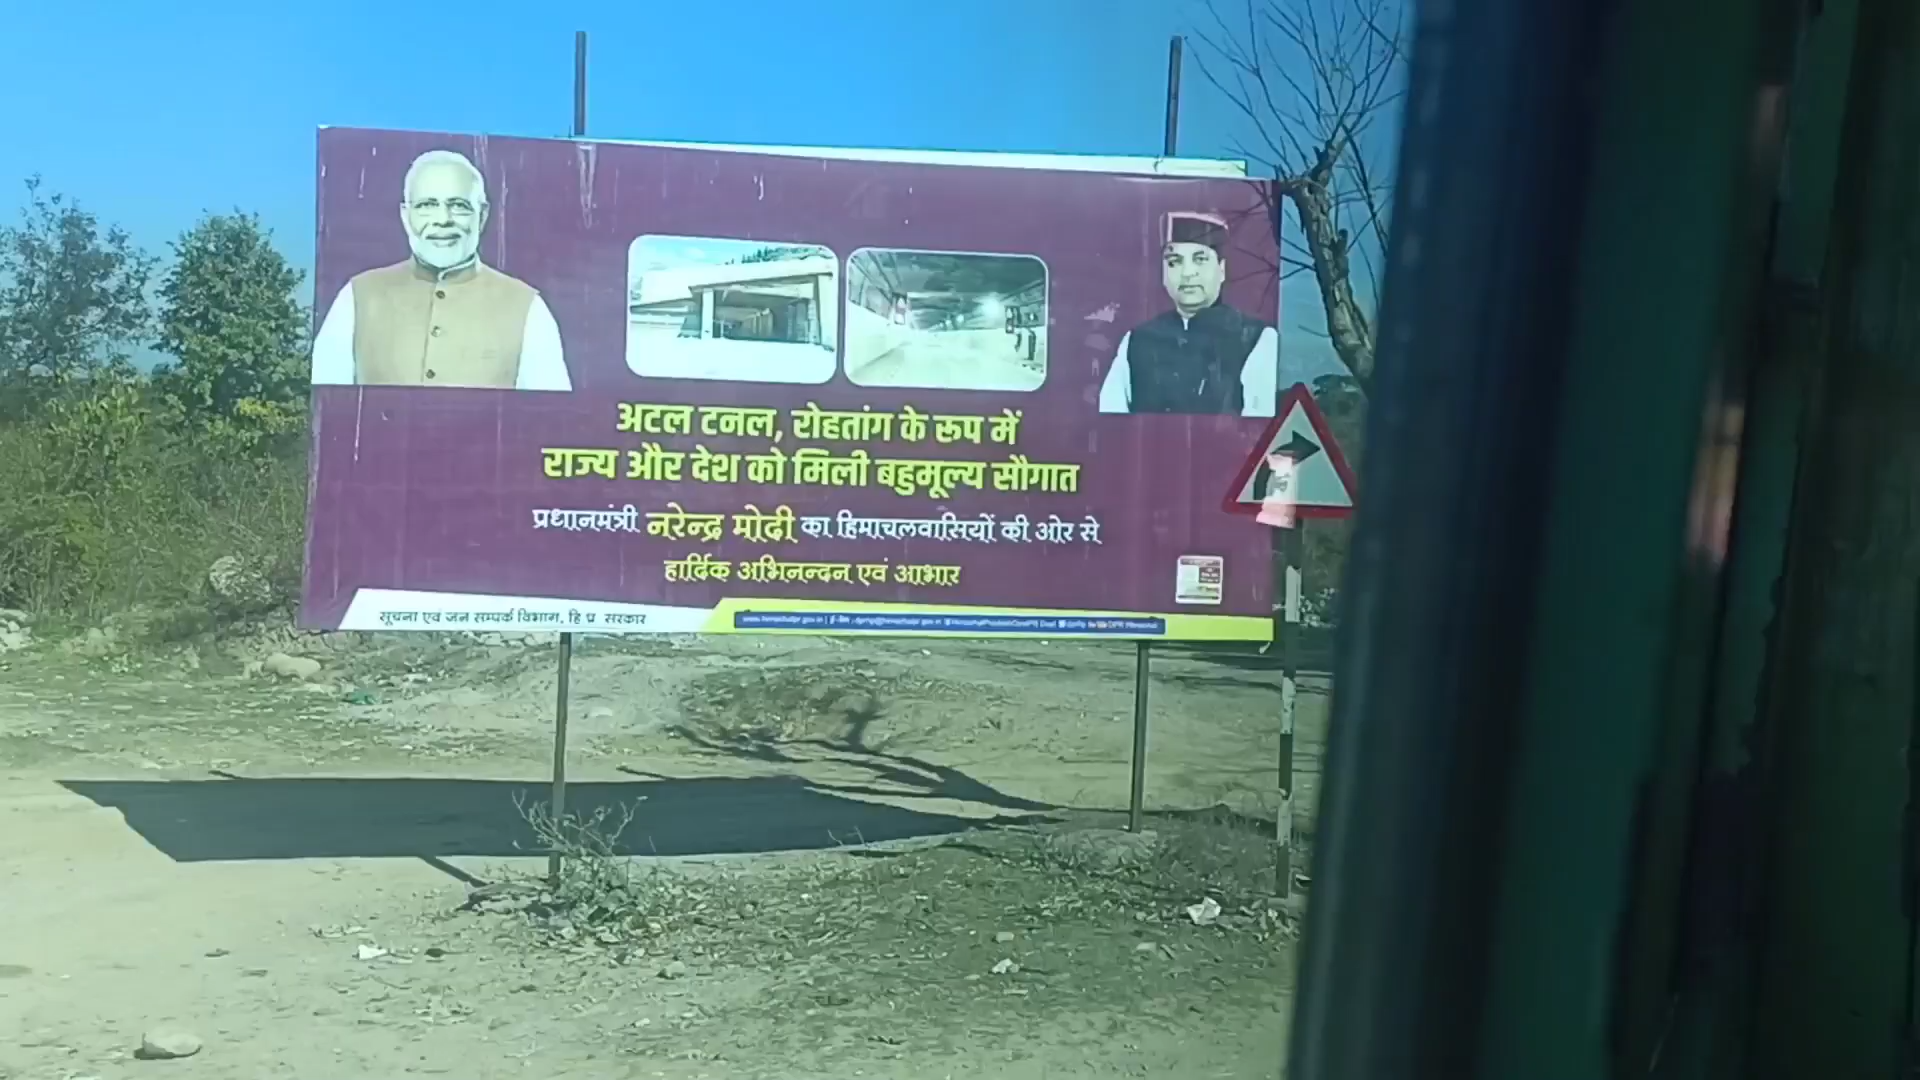 अटल टनल, रोहतांग के रूप में
राज्य और देश को मिली बहुमूल्य सौगात
प्रधानमंत्री नरेन्द्र मोदी का हिमाचलवासियों की ओर से
हार्दिक अभिनन्दन एवं आभार
सूचना एवं जन सम्पर्क विभाग, हि प्र सरकार